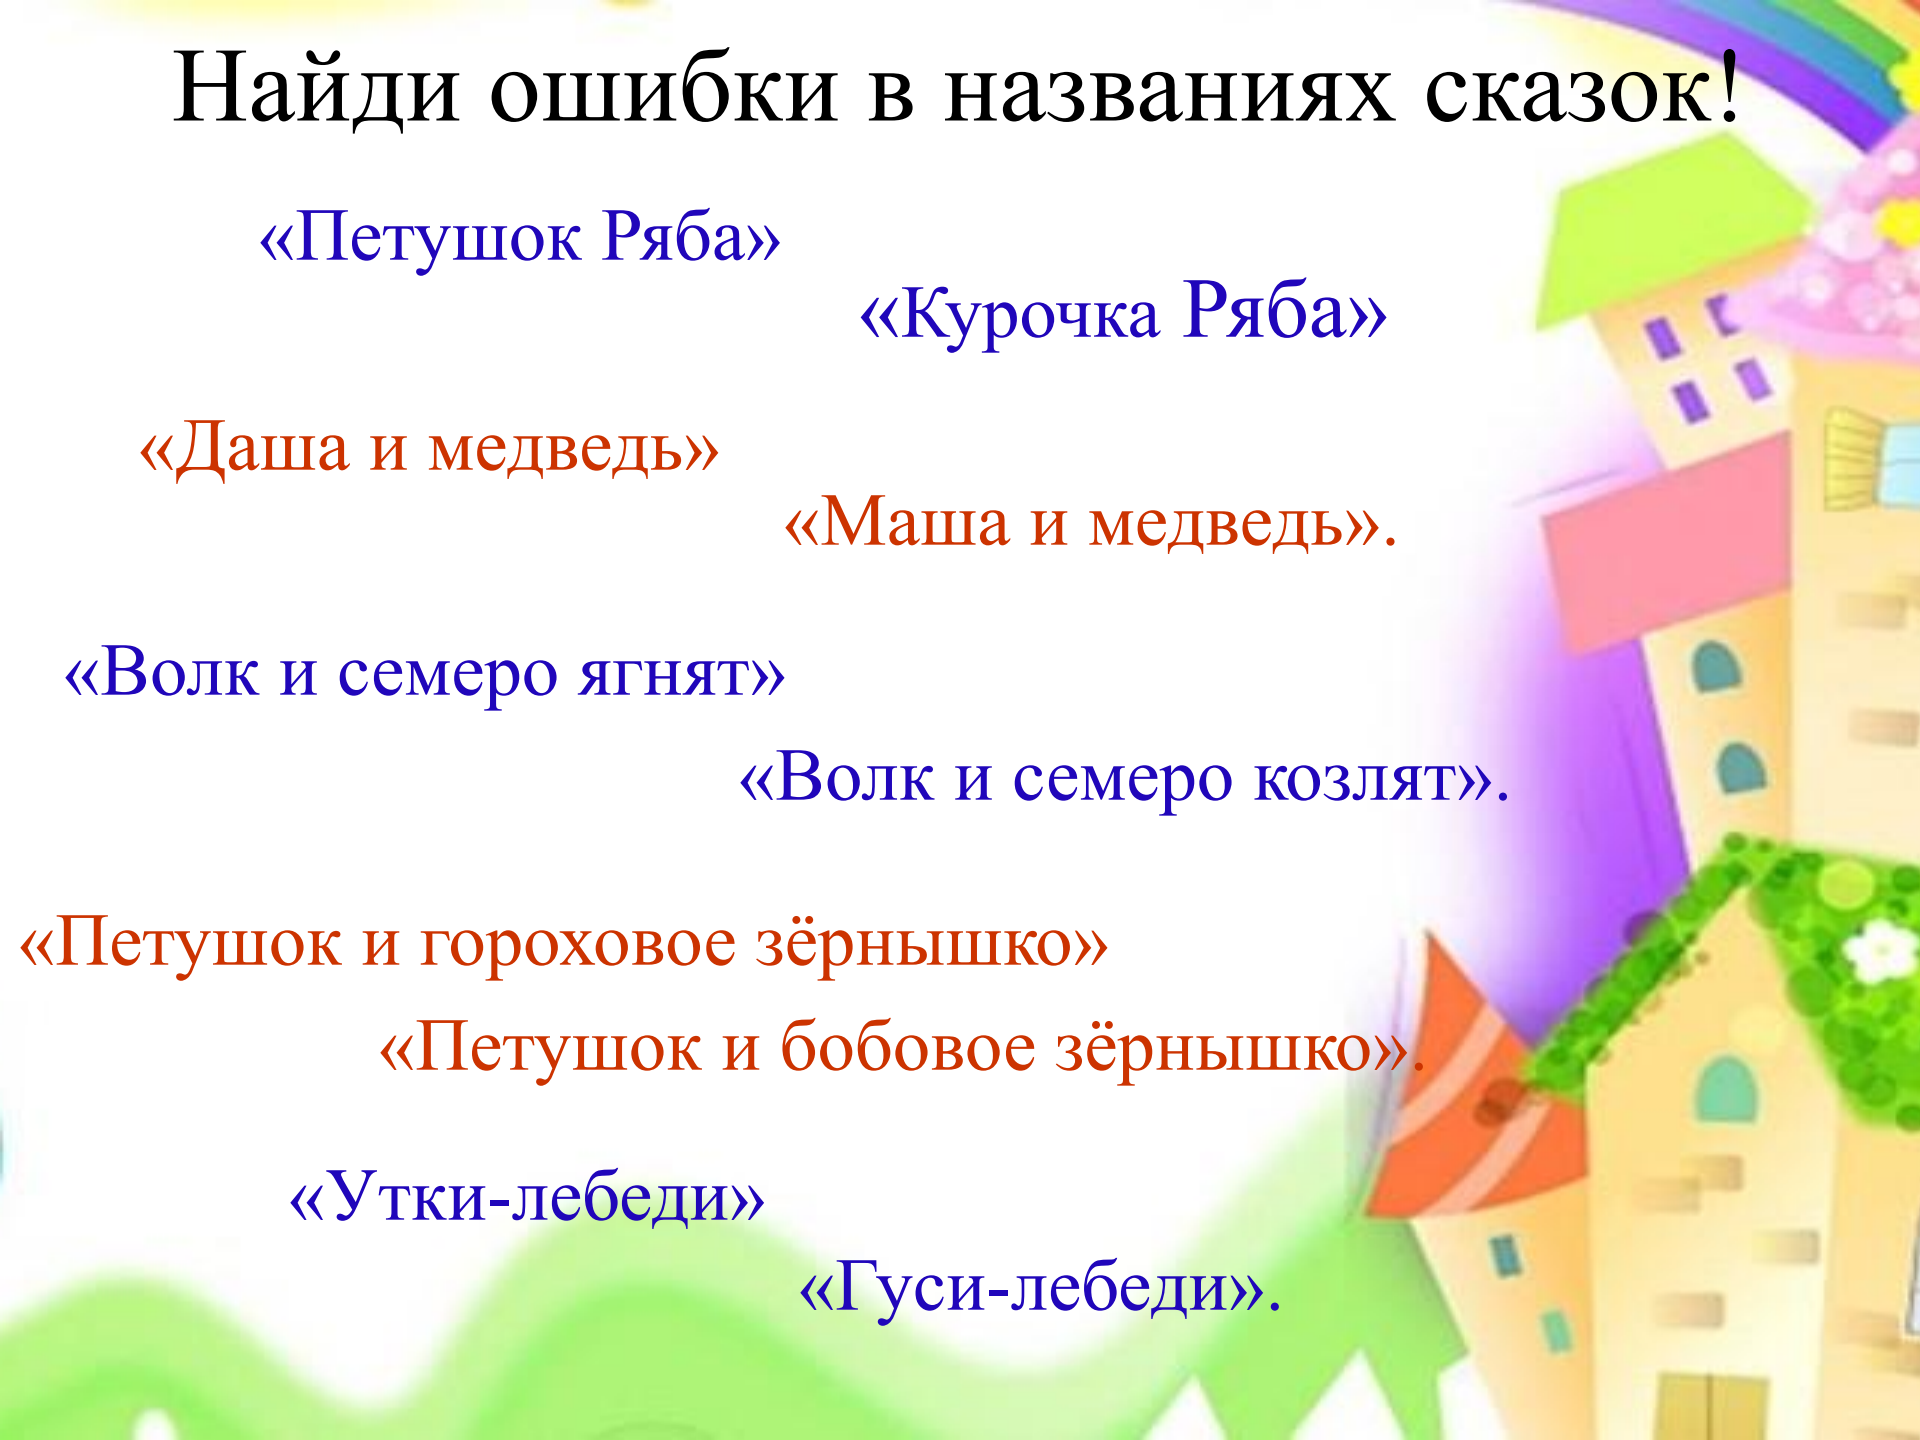 Найди ошибки в названиях сказок!
«Петушок Ряба»
«Курочка Ряба»
«Даша и медведь»
«Маша и медведь».
«Волк и семеро ягнят»
«Волк и семеро козлят».
«Петушок и гороховое зёрнышко»
«Петушок и бобовое зёрнышко».
«Утки-лебеди»
«Гуси-лебеди».